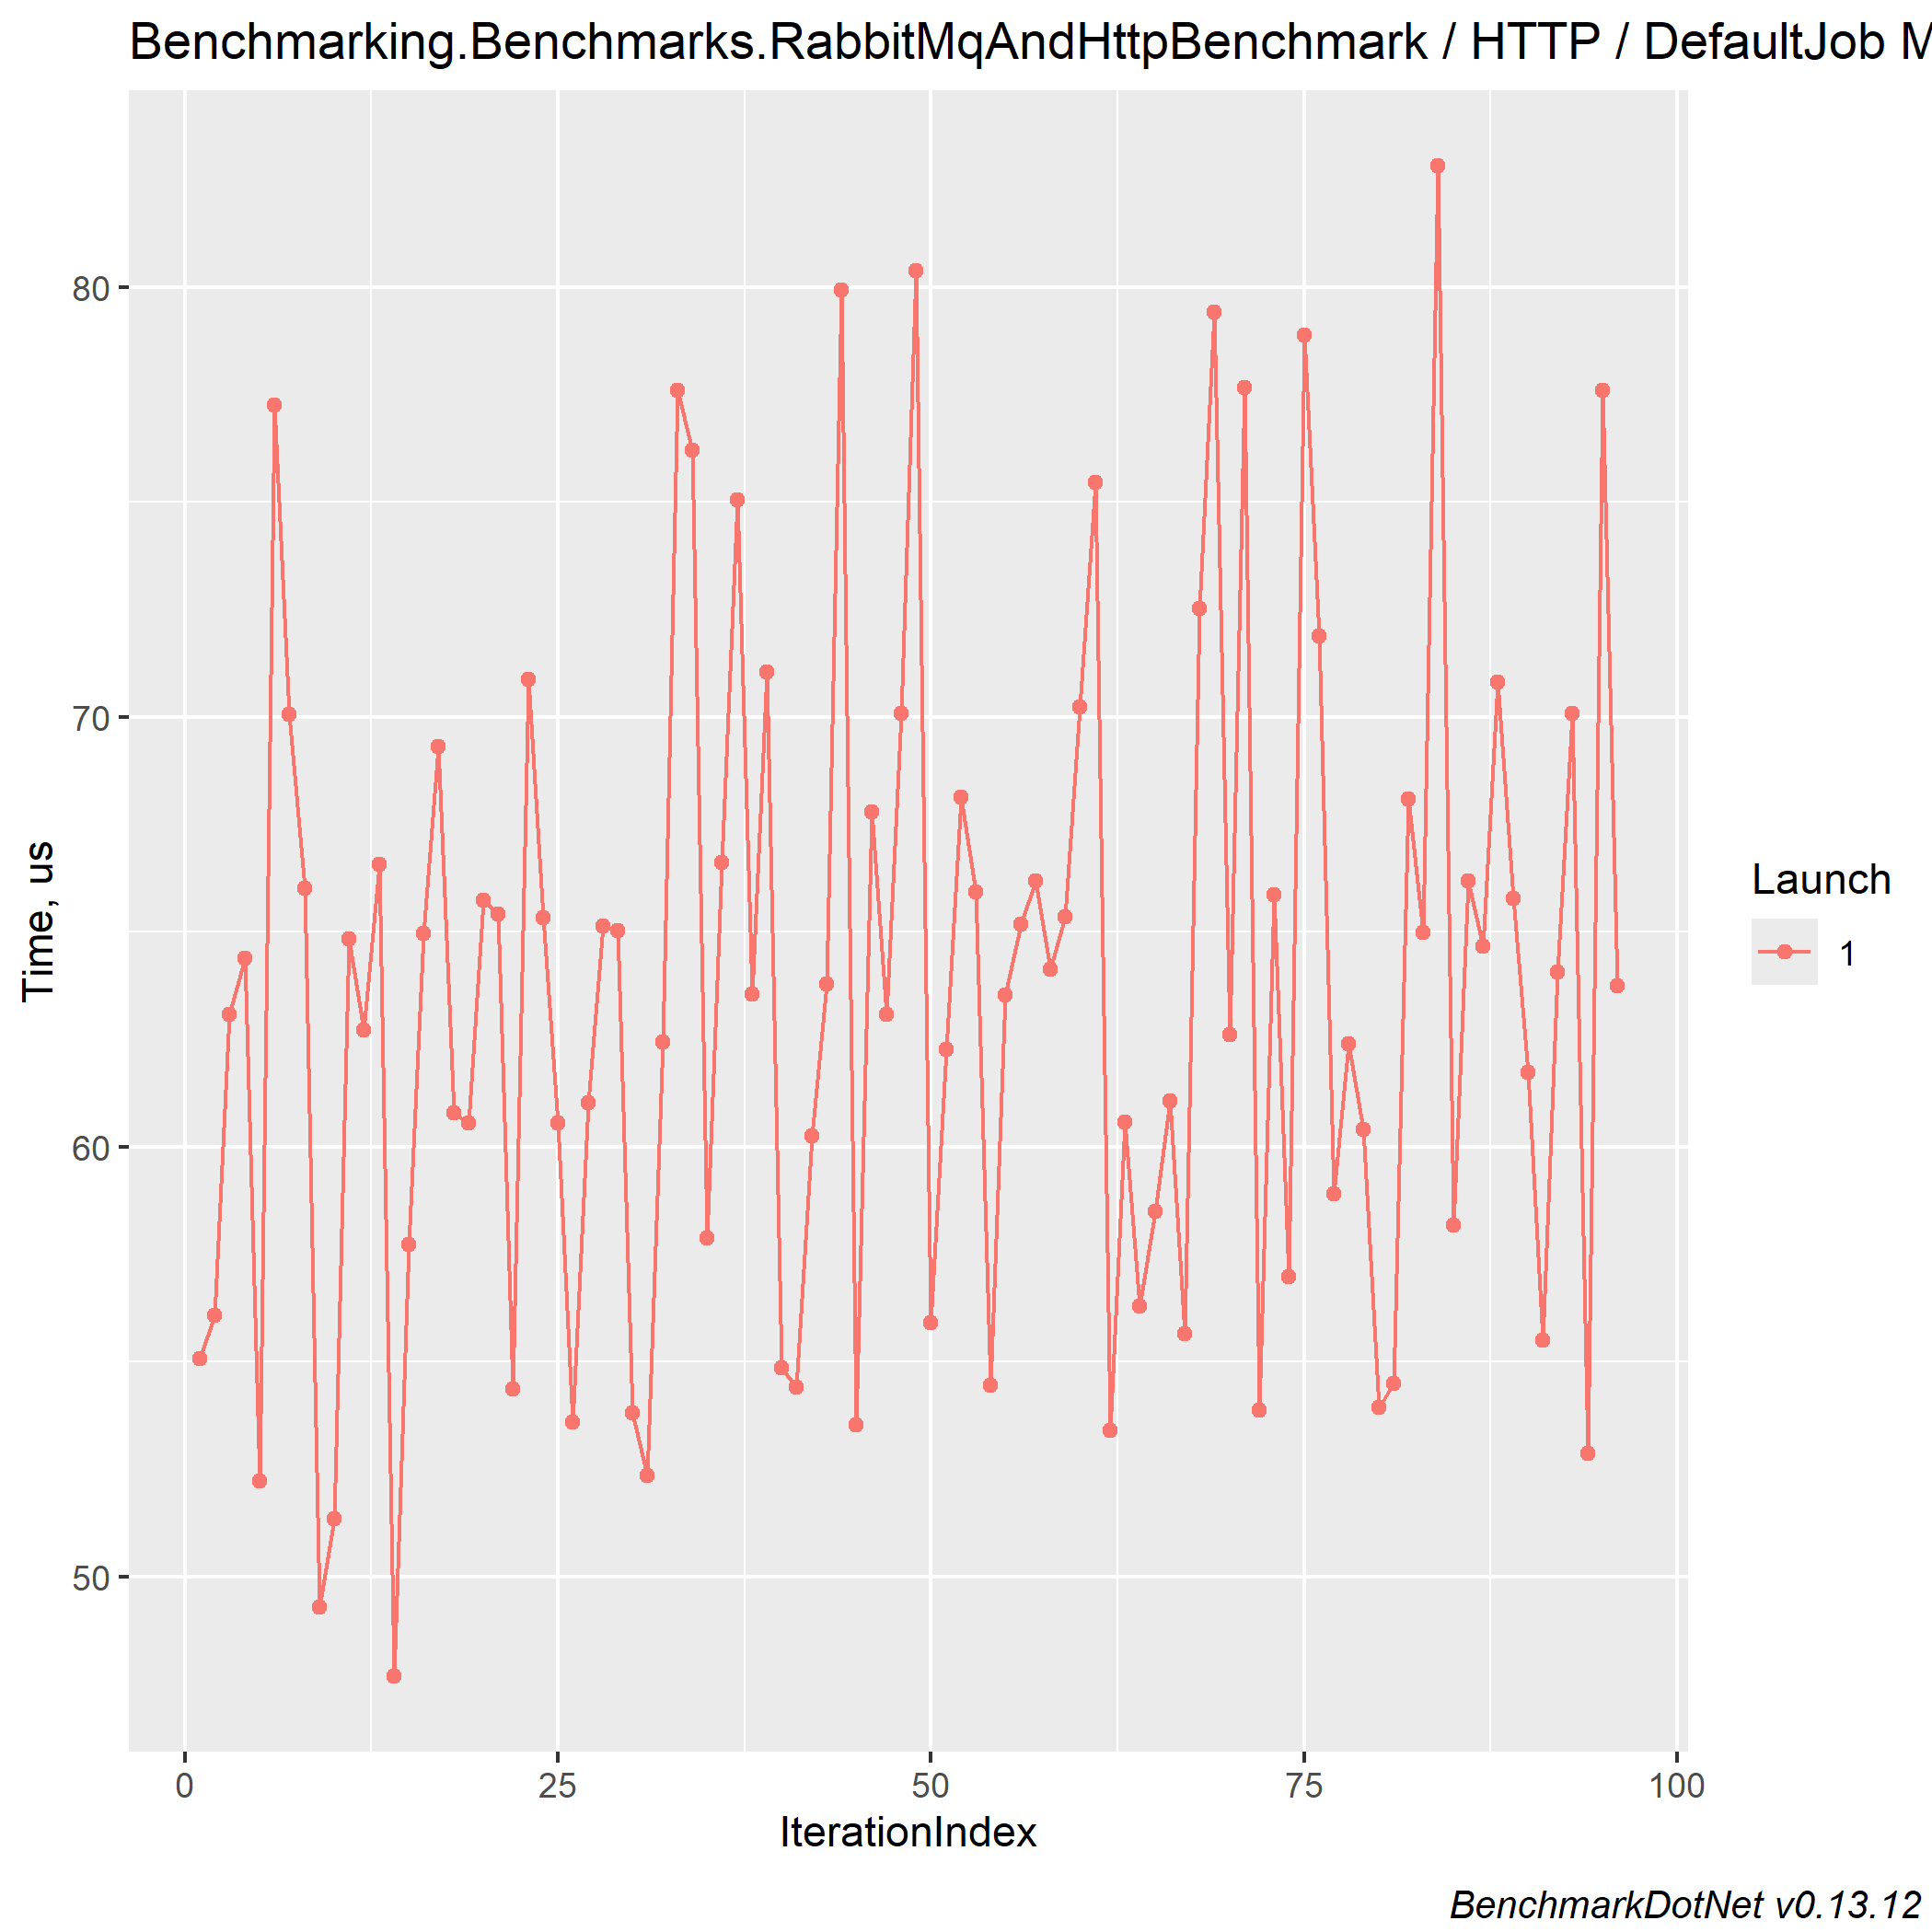 Benchmarking.Benchmarks.RabbitMqAndHttpBenchmark / HTTP / DefaultJob M
80
70
60
50
Time, us
0 25 50 75 100
IterationIndex
Launch
1
BenchmarkDotNet v0.13.12